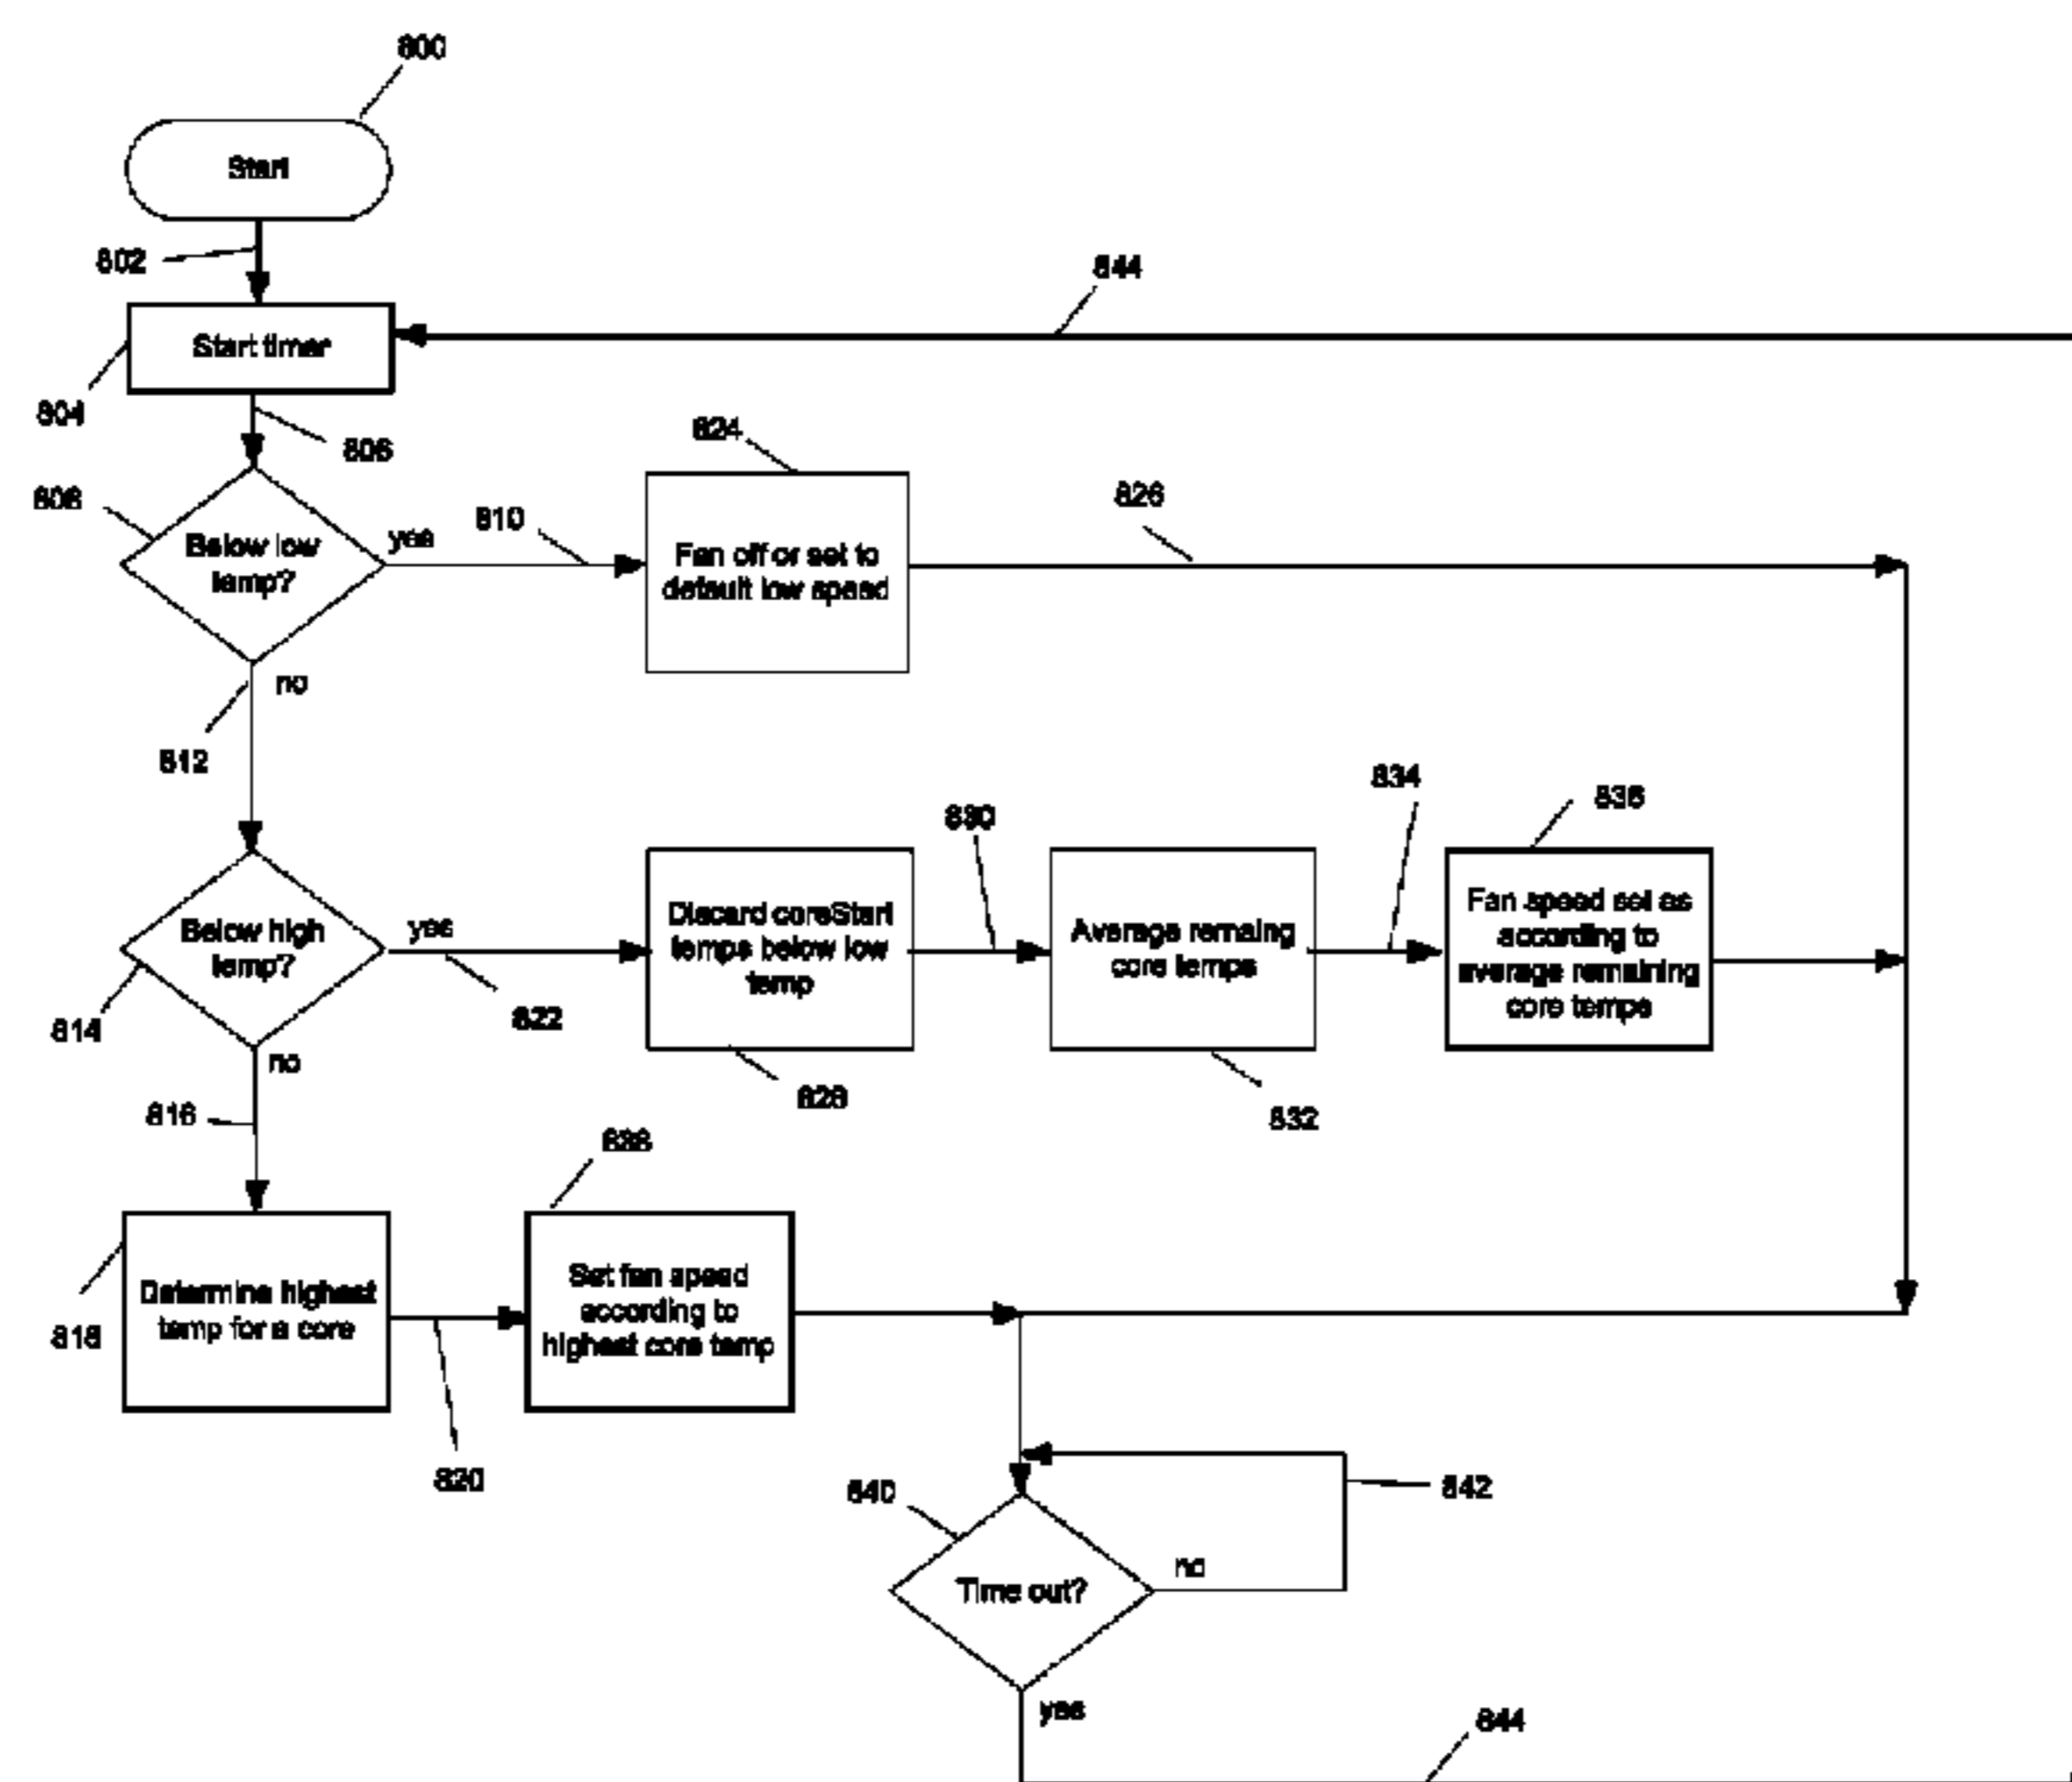 800
Start
802
Start timer
844
804
806
824
808
Below low
temp?
yes
810
Fan off or set to
default low speed
826
no
812
830
834
836
Below high
temp?
yes
822
814
Discard coreStart
temps below low
temp
Average remaing
core temps
Fan speed set as
according to
average remaining
core temps
no
816
828
832
838
818
Determine highest
temp for a core
Set fan speed
according to
highest core temp
820
840
842
Time out?
no
yes
844